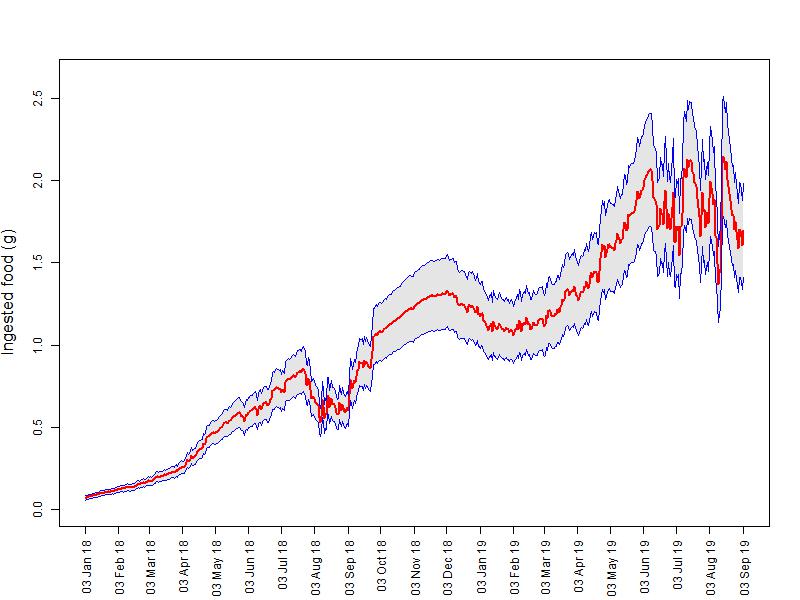 Ingested food (g)
2.5
2.0
1.5
1.0
0.5
0.0
03 Jan 18
03 Feb 18
03 Mar 18
03 Apr 18
03 May 18
03 Jun 18
03 Jul 18
03 Aug 18
03 Sep 18
03 Oct 18
03 Nov 18
03 Dec 18
03 Jan 19
03 Feb 19
03 Mar 19
03 Apr 19
03 May 19
03 Jun 19
03 Jul 19
03 Aug 19
03 Sep 19